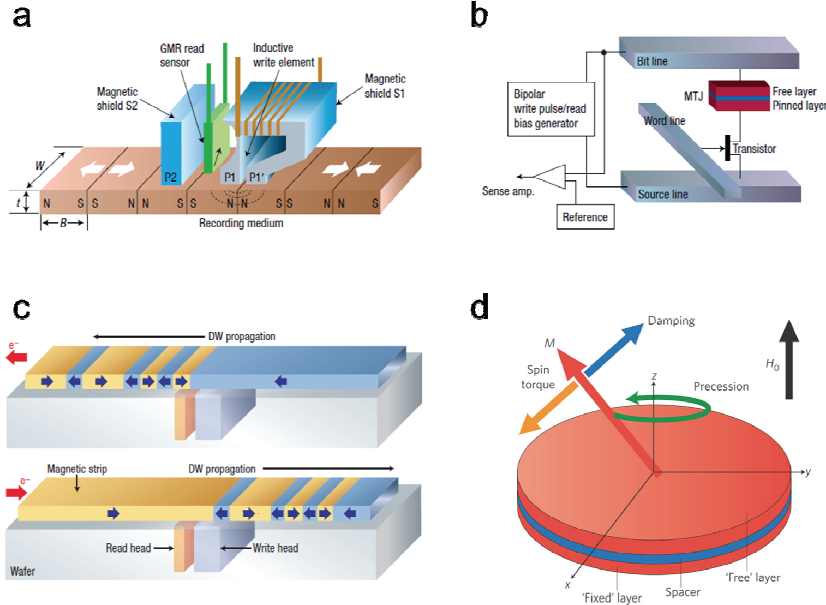 a
GMR read
sensor
Inductive
write element
Magnetic
shield S2
Magnetic
shield S1
W
P2
P1
P1'
t
N S S N N S S N N S S N N S
B
Recording medium
b
Bit line
Bipolar
write pulse/read
bias generator
MTJ
Free layer
Pinned layer
Word line
Transistor
Sense amp.
Source line
Reference
c
DW propagation
e−
Magnetic strip
DW propagation
e−
Read head
Write head
Wafer
d
Damping
M
Spin
torque
z
Precession
H0
y
x
'Fixed' layer
Spacer
'Free' layer